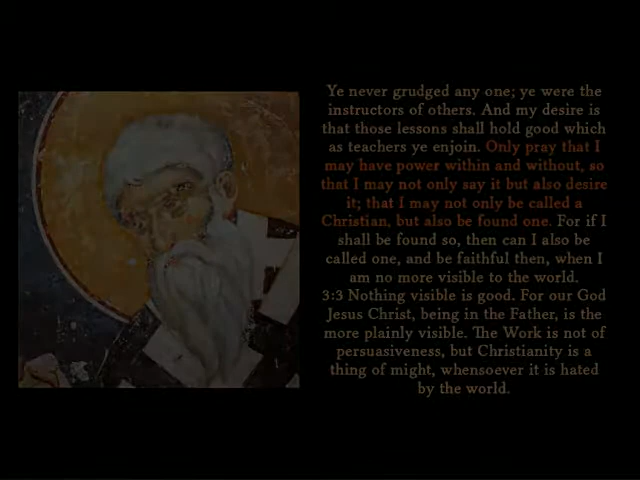 Ye never grudged any one; ye were the
instructors of others. And my desire is
that those lessons shall hold good which
as teachers ye enjoin. Only pray that I
may have power within and without, so
that I may not only say it but also desire
it; that I may not only be called a
Christian, but also be found one. For if I
shall be found so, then can I also be
called one, and be faithful then, when I
am no more visible to the world.
3:3 Nothing visible is good. For our God
Jesus Christ, being in the Father, is the
more plainly visible. The Work is not of
persuasiveness, but Christianity is a
thing of might, whensoever it is hated
by the world.